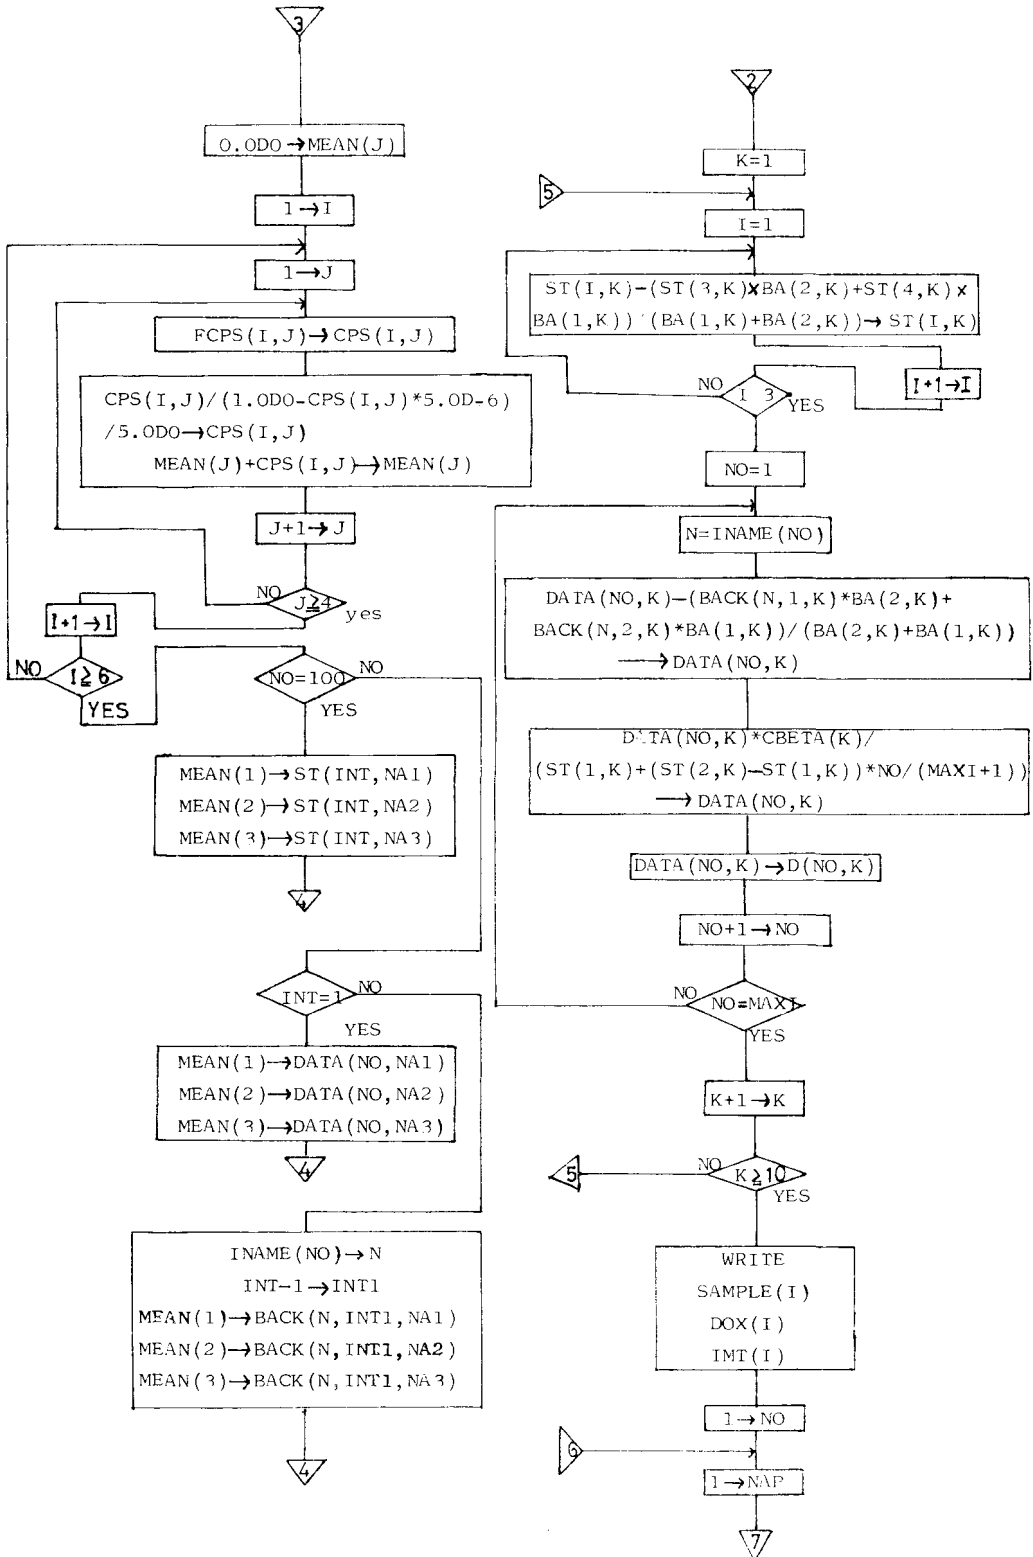 3
0.0D0→MEAN(J)
1→I
1→J
FCPS(I,J)→CPS(I,J)
CPS(I,J)/(1.0D0-CPS(I,J)*5.0D-6)
/5.0D0→CPS(I,J)
MEAN(J)+CPS(I,J)→MEAN(J)
J+1→J
NO
J≧4
yes
I+1→I
NO
I≧6
YES
NO=100
NO
YES
MEAN(1)→ST(INT,NA1)
MEAN(2)→ST(INT,NA2)
MEAN(3)→ST(INT,NA3)
4
INT=1
NO
YES
MEAN(1)→DATA(NO,NA1)
MEAN(2)→DATA(NO,NA2)
MEAN(3)→DATA(NO,NA3)
4
INAME(NO)→N
INT-1→INT1
MEAN(1)→BACK(N,INT1,NA1)
MEAN(2)→BACK(N,INT1,NA2)
MEAN(3)→BACK(N,INT1,NA3)
4
2
K=1
5
I=1
ST(I,K)-(ST(3,K)×BA(2,K)+ST(4,K)×
BA(1,K)) (BA(1,K)+BA(2,K))→ST(I,K)
I+1→I
NO
I 3
YES
NO=1
N=INAME(NO)
DATA(NO,K)-(BACK(N,1,K)*BA(2,K)+
BACK(N,2,K)*BA(1,K))/(BA(2,K)+BA(1,K))
→DATA(NO,K)
DATA(NO,K)*CBETA(K)/
(ST(1,K)+(ST(2,K)-ST(1,K))*NO/(MAXI+1))
→DATA(NO,K)
DATA(NO,K)→D(NO,K)
NO+1→NO
NO
NO=MAXI
YES
K+1→K
5
NO
K≧10
YES
WRITE
SAMPLE(I)
DOX(I)
IMT(I)
1→NO
6
1→NAP
7